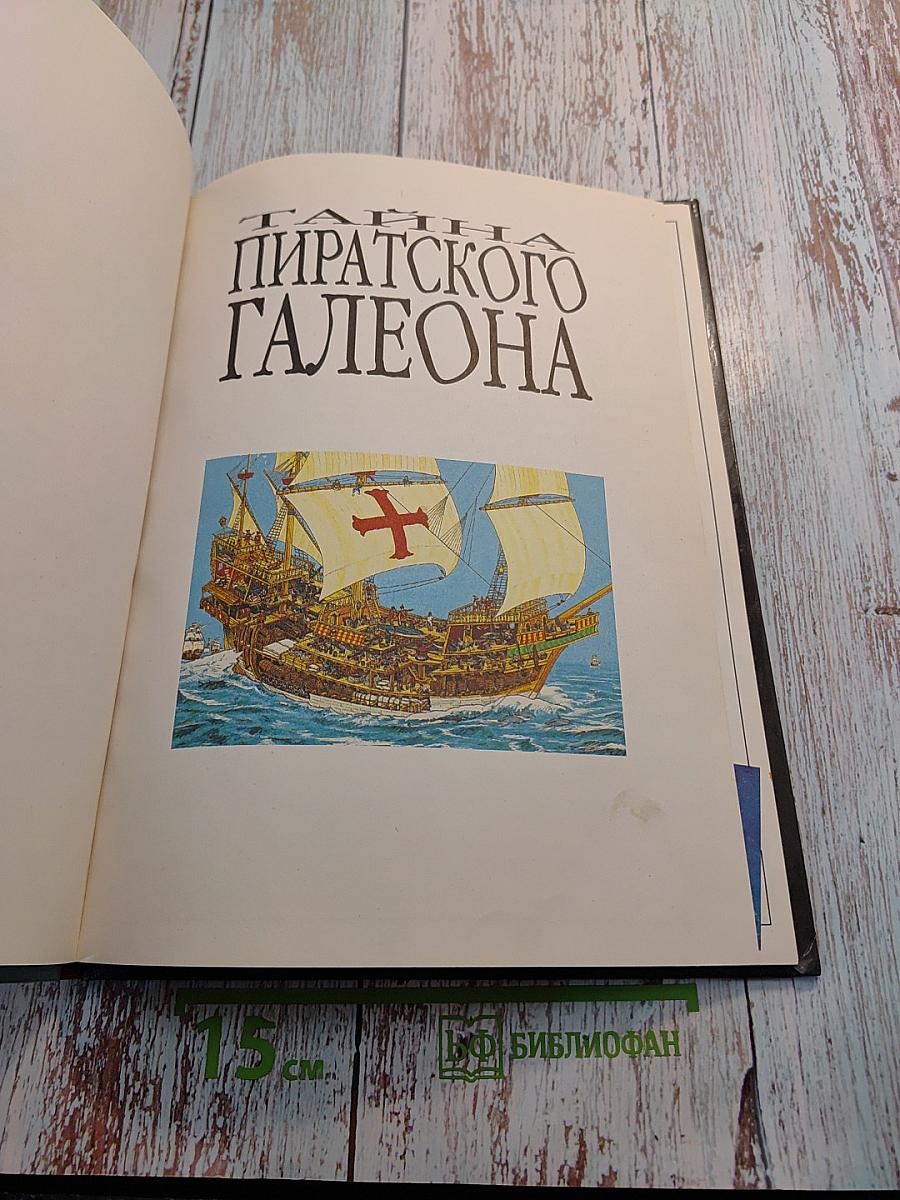 ТАЙНА
ПИРАТСКОГО
ГАЛЕОНА
15 см
БФ БИБЛИОФАН